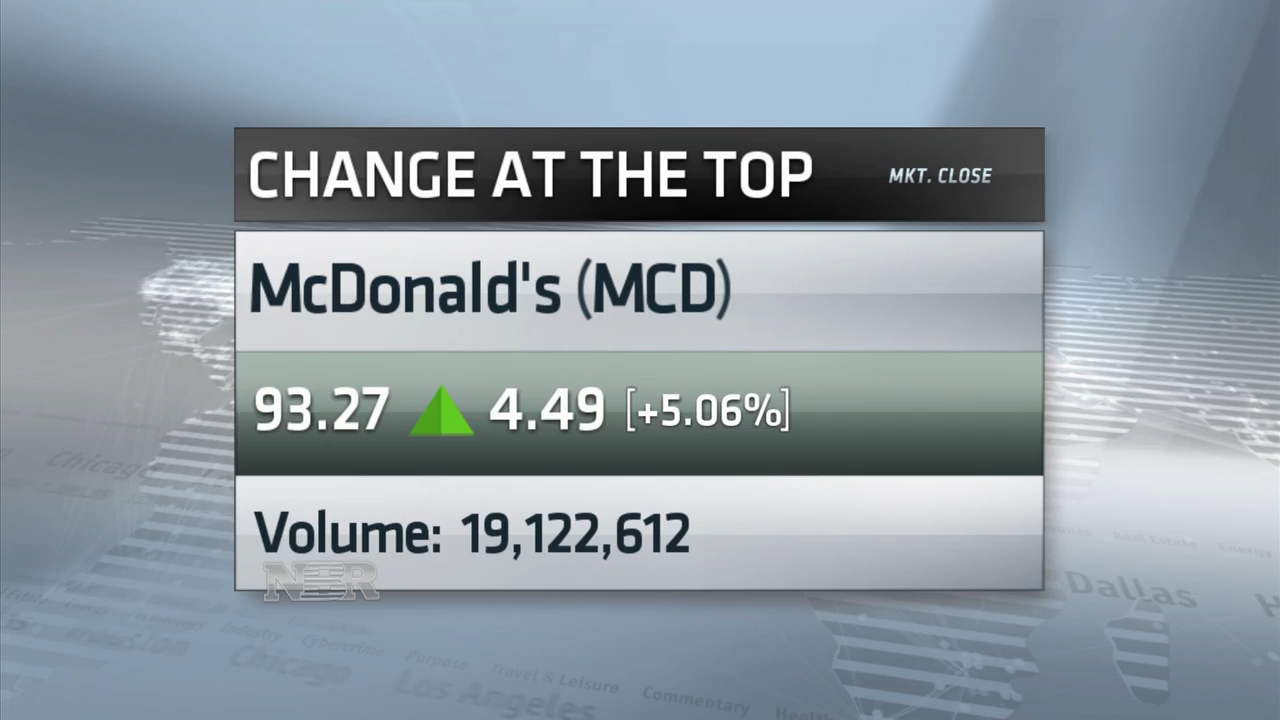 CHANGE AT THE TOP MKT. CLOSE
McDonald's (MCD)
93.27 ▲ 4.49 [+5.06%]
Volume: 19,122,612
NBR
Chicago
Real Estate Energy
Dallas
Industry Cybercrime Purpose Travel & Leisure Commentary
Chicago Los Angeles